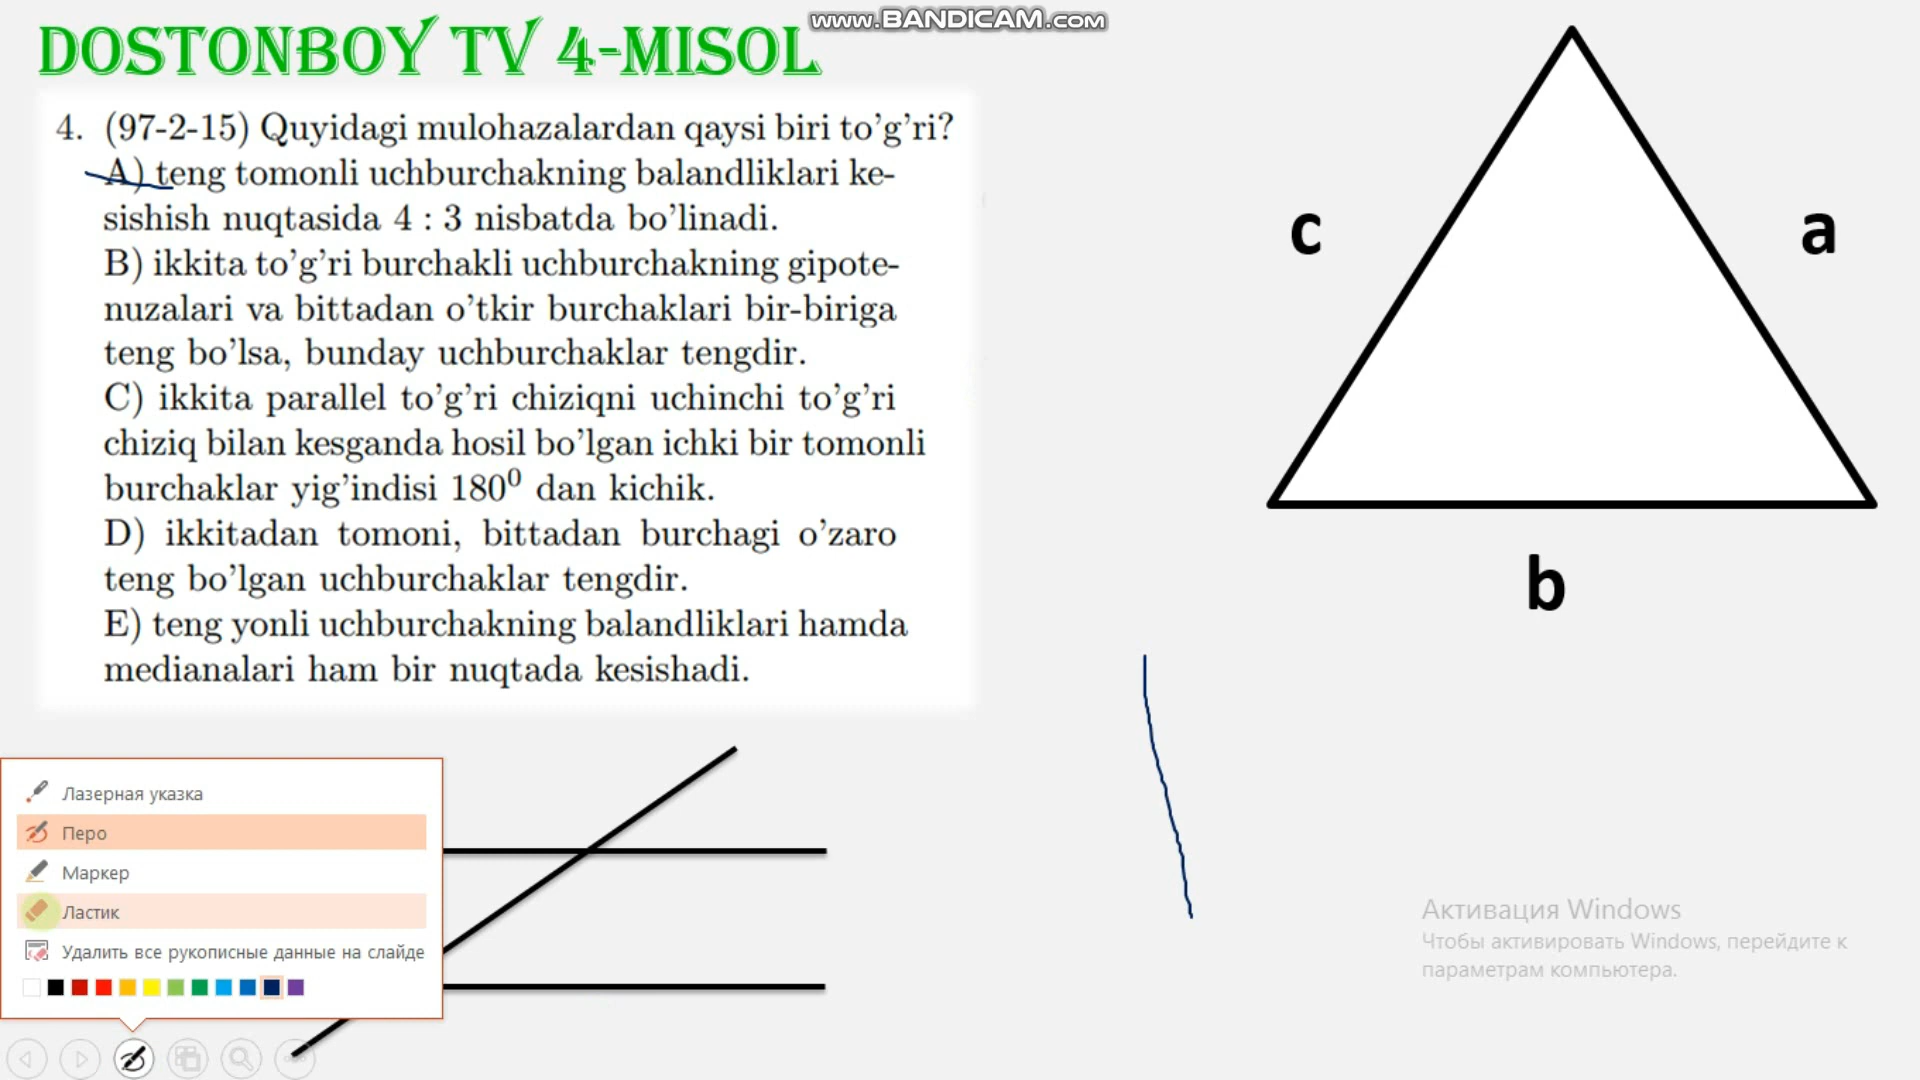 www.BANDICAM.com
DOSTONBOY TV 4-MISOL
4. (97-2-15) Quyidagi mulohazalardan qaysi biri to’g’ri?
A) teng tomonli uchburchakning balandliklari ke-
sishish nuqtasida 4 : 3 nisbatda bo’linadi.
B) ikkita to’g’ri burchakli uchburchakning gipote-
nuzalari va bittadan o’tkir burchaklari bir-biriga
teng bo’lsa, bunday uchburchaklar tengdir.
C) ikkita parallel to’g’ri chiziqni uchinchi to’g’ri
chiziq bilan kesganda hosil bo’lgan ichki bir tomonli
burchaklar yig’indisi 180⁰ dan kichik.
D) ikkitadan tomoni, bittadan burchagi o’zaro
teng bo’lgan uchburchaklar tengdir.
E) teng yonli uchburchakning balandliklari hamda
medianalari ham bir nuqtada kesishadi.
c
a
b
Лазерная указка
Перо
Маркер
Ластик
Удалить все рукописные данные на слайде
Активация Windows
Чтобы активировать Windows, перейдите к
параметрам компьютера.